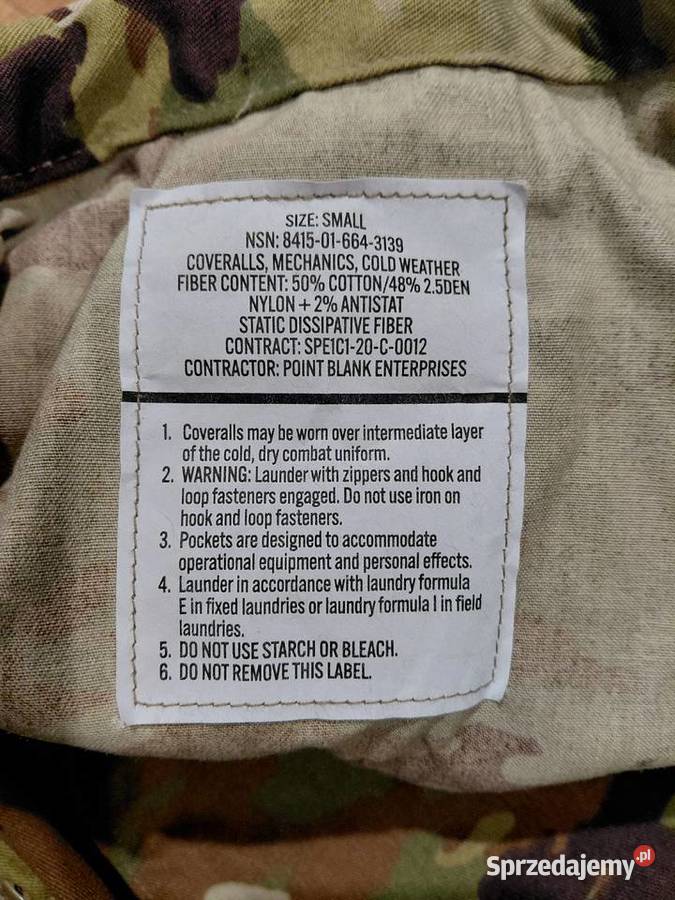 SIZE: SMALL
NSN: 8415-01-664-3139
COVERALLS, MECHANICS, COLD WEATHER
FIBER CONTENT: 50% COTTON/48% 2.5DEN
NYLON + 2% ANTISTAT
STATIC DISSIPATIVE FIBER
CONTRACT: SPE1C1-20-C-0012
CONTRACTOR: POINT BLANK ENTERPRISES
1. Coveralls may be worn over intermediate layer
of the cold, dry combat uniform.
2. WARNING: Launder with zippers and hook and
loop fasteners engaged. Do not use iron on
hook and loop fasteners.
3. Pockets are designed to accommodate
operational equipment and personal effects.
4. Launder in accordance with laundry formula
E in fixed laundries or laundry formula I in field
laundries.
5. DO NOT USE STARCH OR BLEACH.
6. DO NOT REMOVE THIS LABEL.
Sprzedajemy.pl